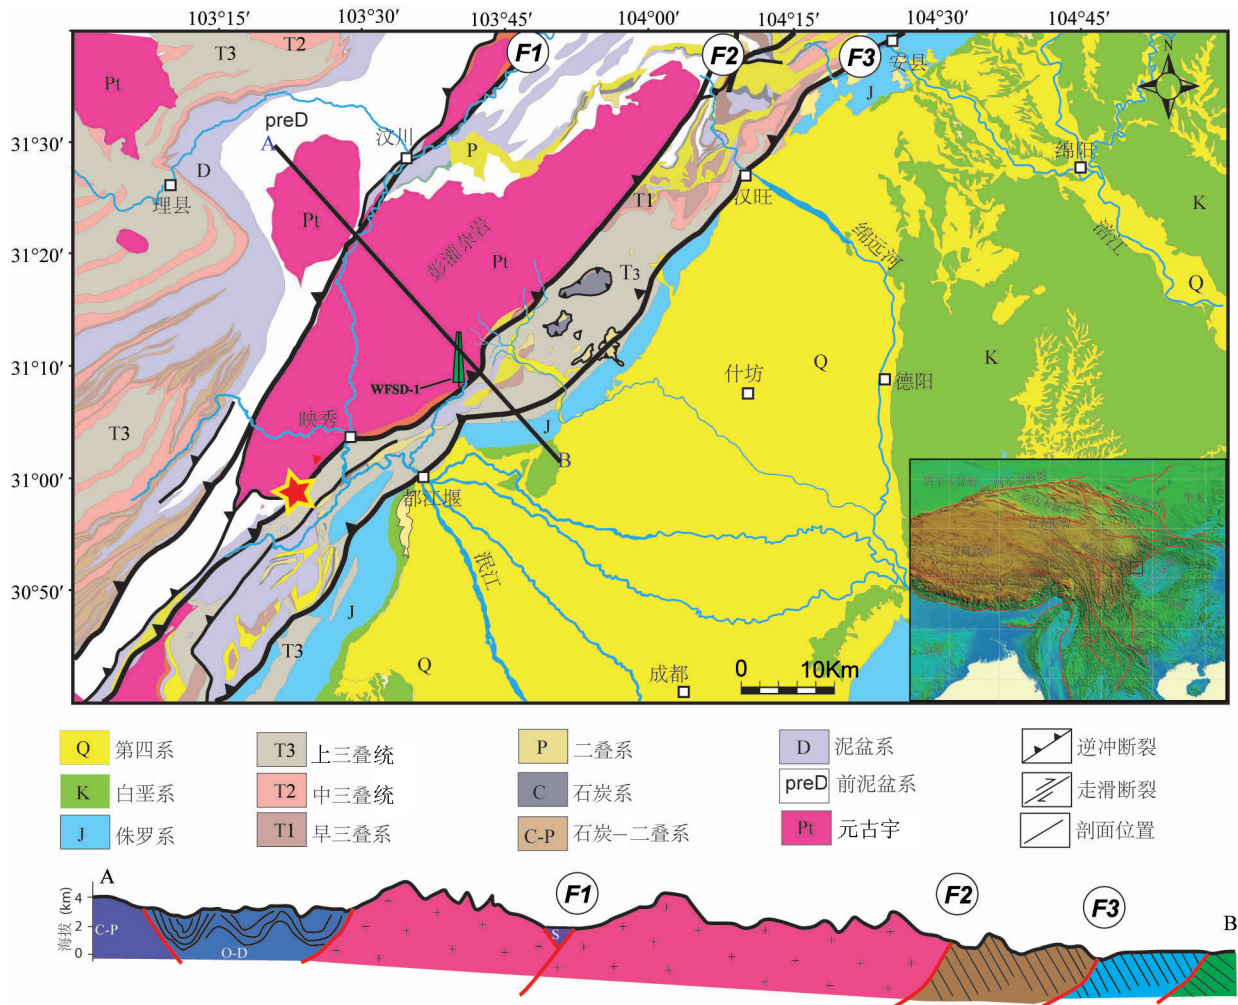 103°15′ 103°30′ 103°45′ 104°00′ 104°15′ 104°30′ 104°45′
31°30′
31°20′
31°10′
31°00′
30°50′
T3 T2 F1 F2 F3
安县
N
Pt
J
preD
A
汶川
P
绵阳
D
理县
Pt
T1
汉旺
K
彭灌杂岩
Pt
绵远河
涪江
T3
Q
WFSD-1
什坊
Q
德阳
K
映秀
J
B
T3
都江堰
岷江
J
T3
Q
成都
0 10Km
Q 第四系
K 白垩系
J 侏罗系
T3 上三叠统
T2 中三叠统
T1 早三叠系
P 二叠系
C 石炭系
C-P 石炭—二叠系
D 泥盆系
preD 前泥盆系
Pt 元古宇
逆冲断裂
走滑断裂
剖面位置
A F1 F2 F3 B
海拔 (km)
4
2
0
C-P
O-D
S